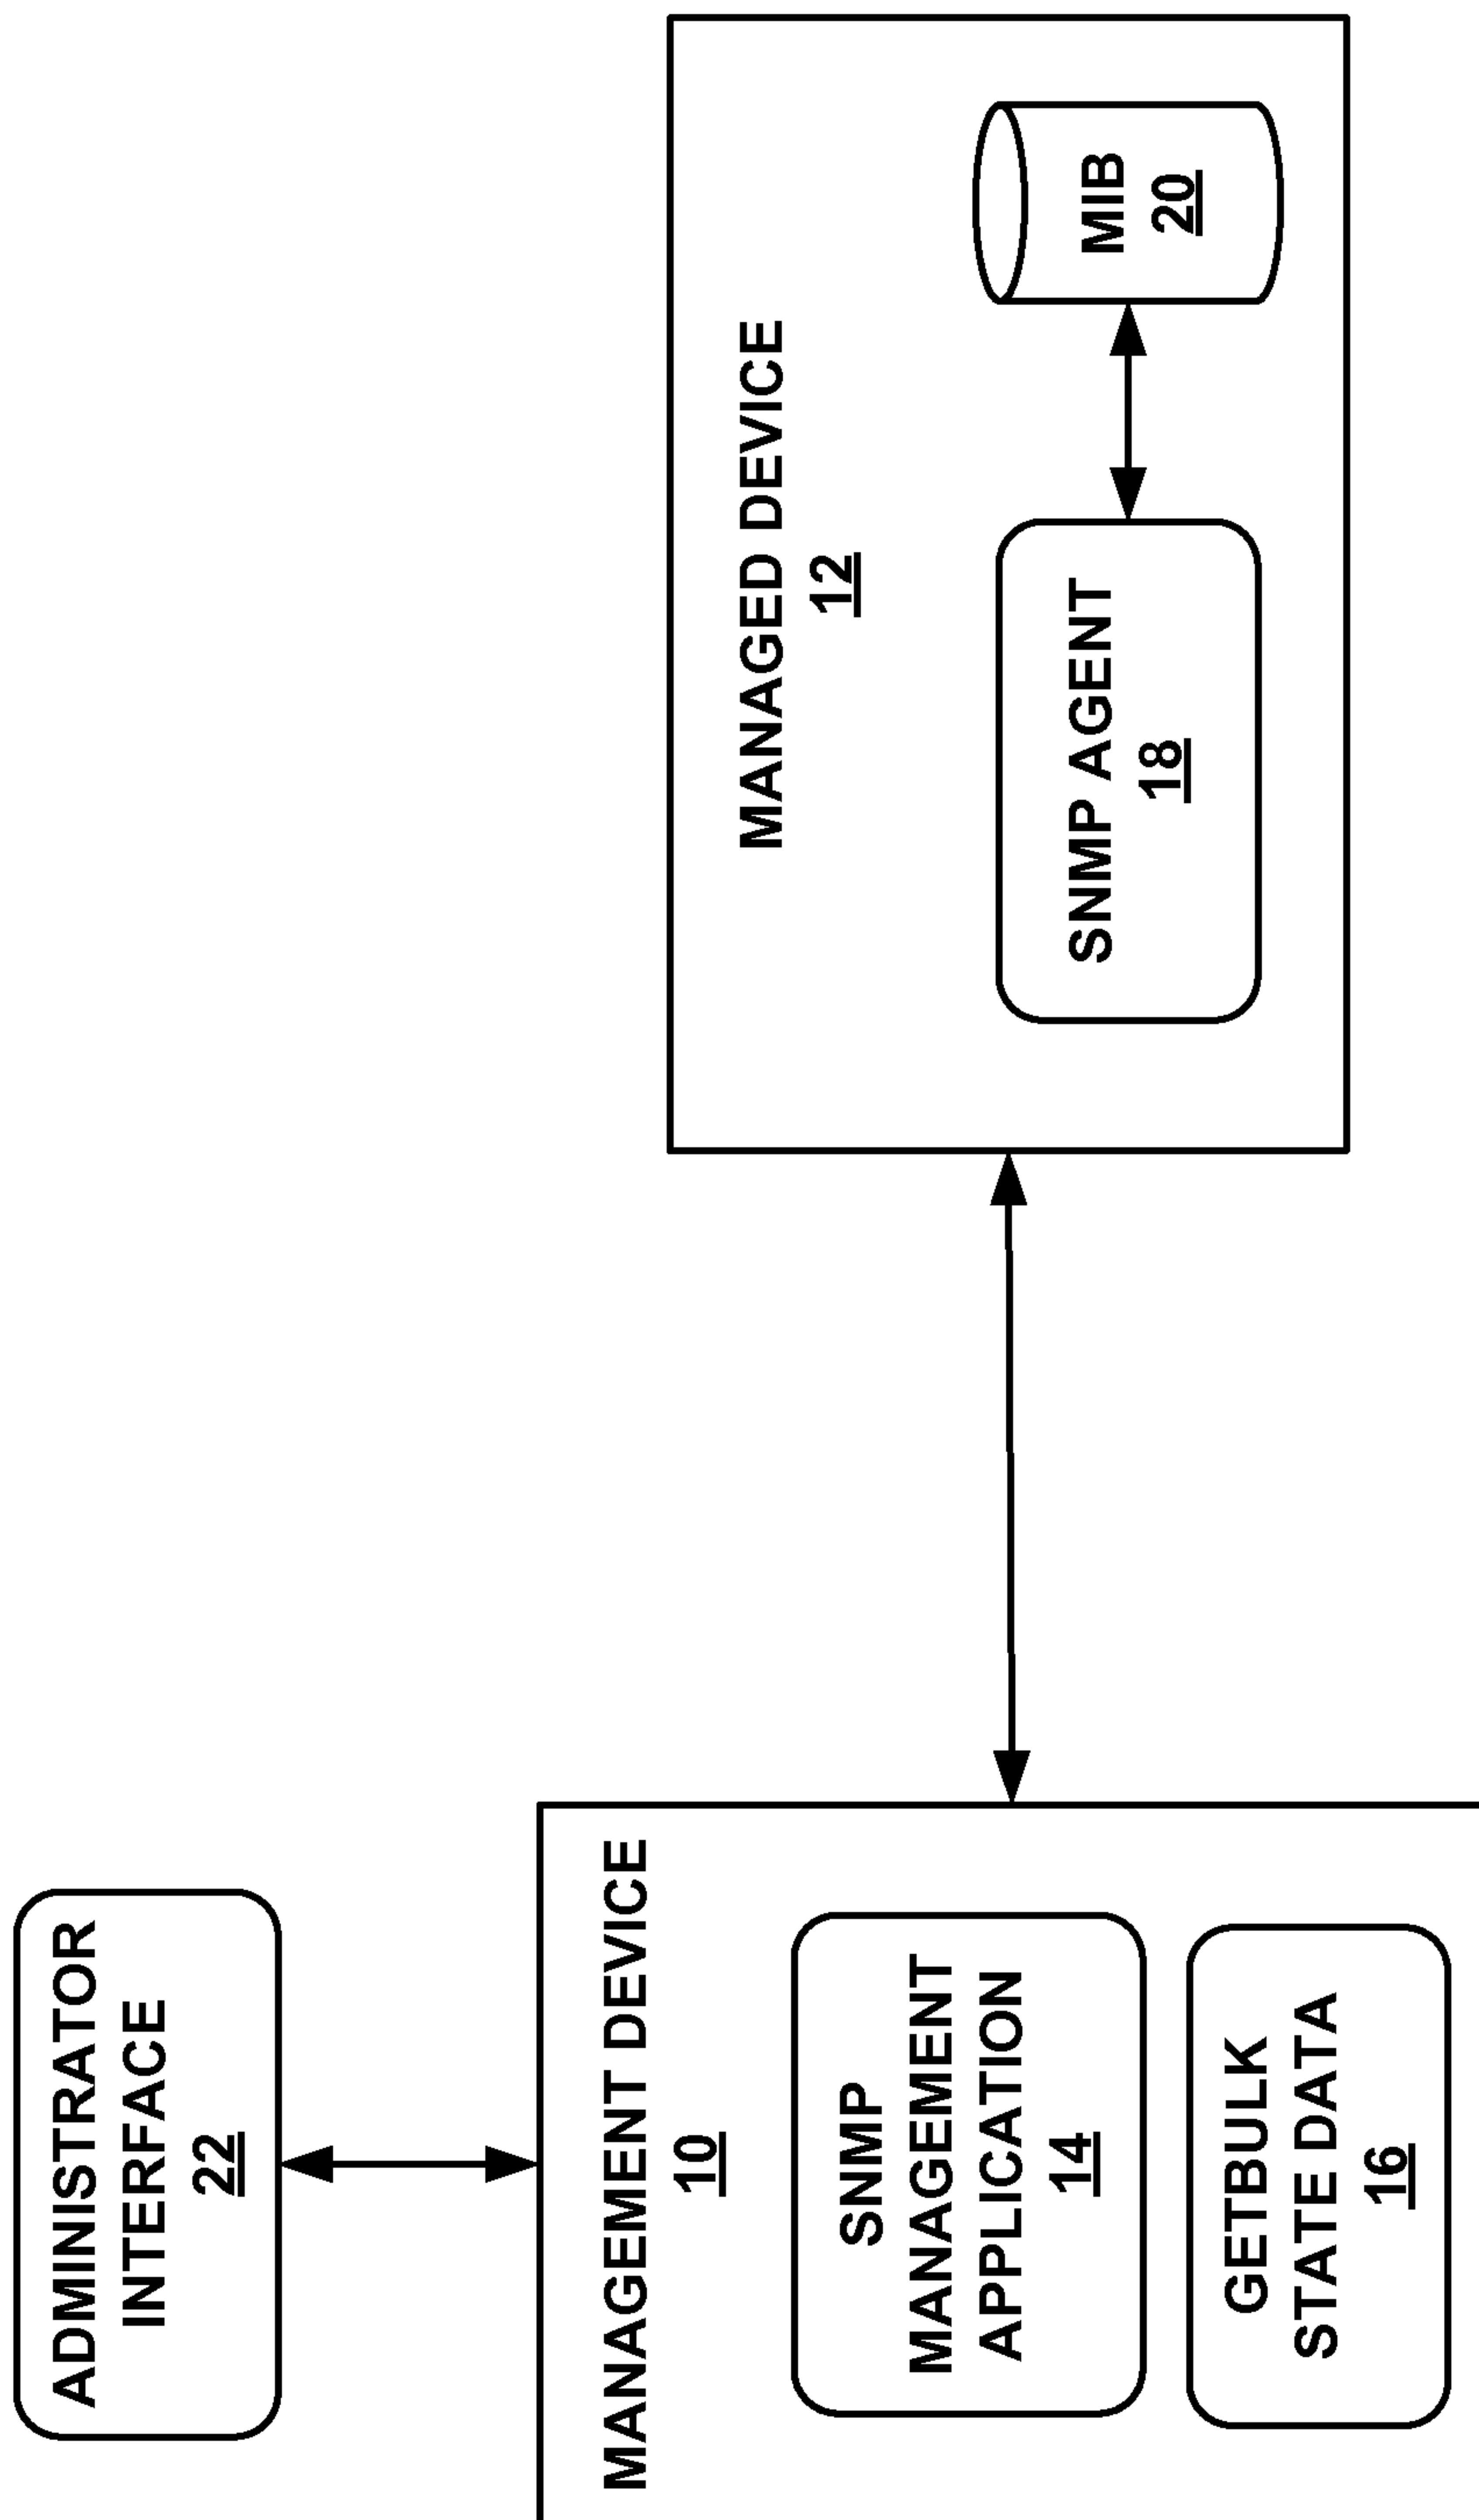 ADMINISTRATOR
INTERFACE
22
MANAGEMENT DEVICE
10
SNMP
MANAGEMENT
APPLICATION
14
GETBULK
STATE DATA
16
MANAGED DEVICE
12
SNMP AGENT
18
MIB
20